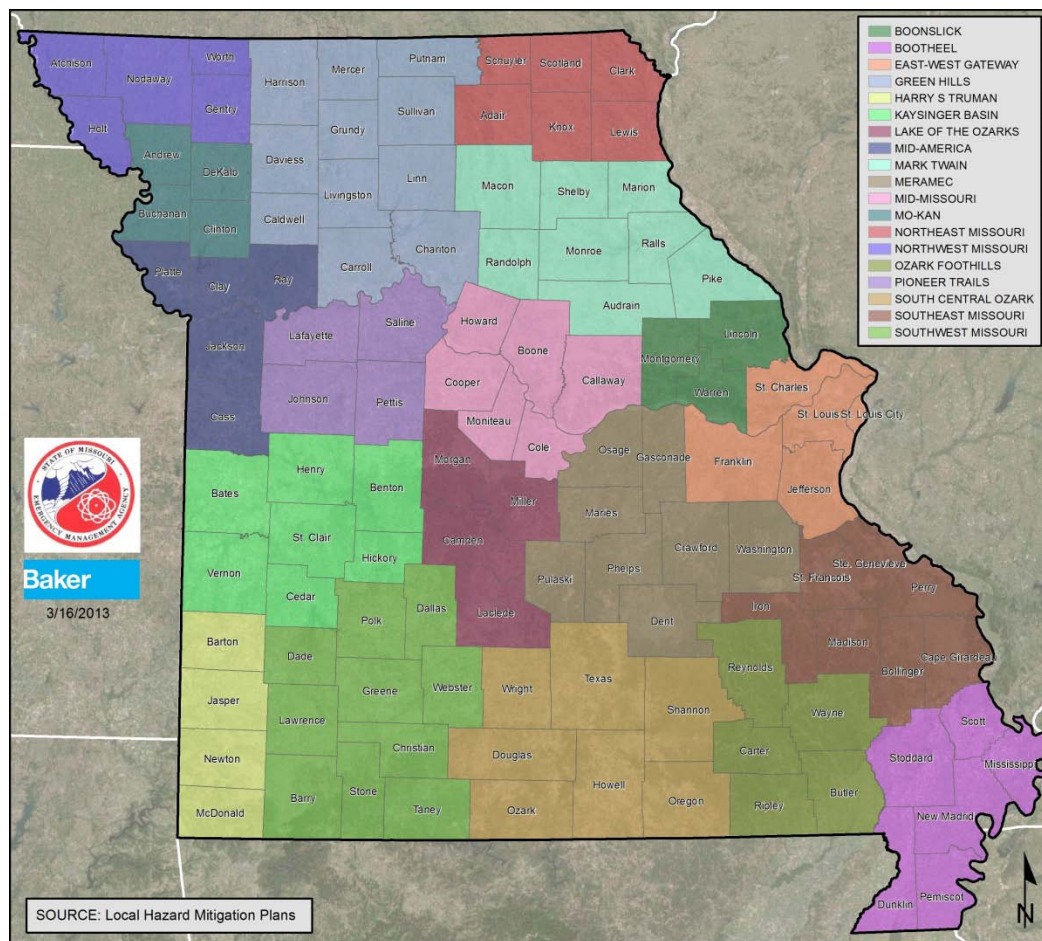 Atchison
Nodaway
Worth
Gentry
Holt
Harrison
Mercer
Putnam
Schuyler
Scotland
Clark
Sullivan
Adair
Knox
Lewis
Grundy
Andrew
DeKalb
Daviess
Livingston
Linn
Macon
Shelby
Marion
Buchanan
Clinton
Caldwell
Chariton
Carroll
Randolph
Monroe
Ralls
Pike
Audrain
Platte
Clay
Ray
Lafayette
Saline
Howard
Boone
Lincoln
Jackson
Montgomery
Warren
Cooper
Callaway
St. Charles
Johnson
Pettis
Cass
Moniteau
Cole
St. Louis
St. Louis City
Osage
Gasconade
Franklin
Jefferson
Morgan
Miller
Henry
Benton
Bates
St. Clair
Camden
Maries
Hickory
Vernon
Crawford
Washington
Phelps
Pulaski
Ste. Genevieve
St. Francois
Perry
Cedar
Polk
Dallas
Laclede
Dent
Iron
Madison
Cape Girardeau
Bollinger
Barton
Dade
Greene
Webster
Wright
Texas
Reynolds
Jasper
Lawrence
Shannon
Wayne
Scott
Christian
Douglas
Carter
Stoddard
Mississippi
Newton
Barry
Stone
Taney
Ozark
Howell
Oregon
Ripley
Butler
New Madrid
McDonald
Dunklin
Pemiscot
BOONSLICK
BOOTHEEL
EAST-WEST GATEWAY
GREEN HILLS
HARRY S TRUMAN
KAYSINGER BASIN
LAKE OF THE OZARKS
MID-AMERICA
MARK TWAIN
MERAMEC
MID-MISSOURI
MO-KAN
NORTHEAST MISSOURI
NORTHWEST MISSOURI
OZARK FOOTHILLS
PIONEER TRAILS
SOUTH CENTRAL OZARK
SOUTHEAST MISSOURI
SOUTHWEST MISSOURI
STATE OF MISSOURI
EMERGENCY MANAGEMENT AGENCY
Baker
3/16/2013
SOURCE: Local Hazard Mitigation Plans
N